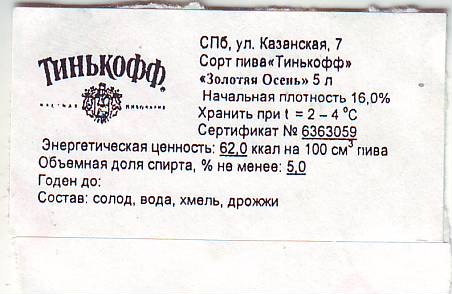 СПб, ул. Казанская, 7
ТИНЬКОФФ
Сорт пива«Тинькофф»
«Золотая Осень» 5 л
Начальная плотность 16,0%
Хранить при t = 2 – 4 °С
Сертификат № 6363059
Энергетическая ценность: 62,0 ккал на 100 см³ пива
Объемная доля спирта, % не менее: 5,0
Годен до:
Состав: солод, вода, хмель, дрожжи